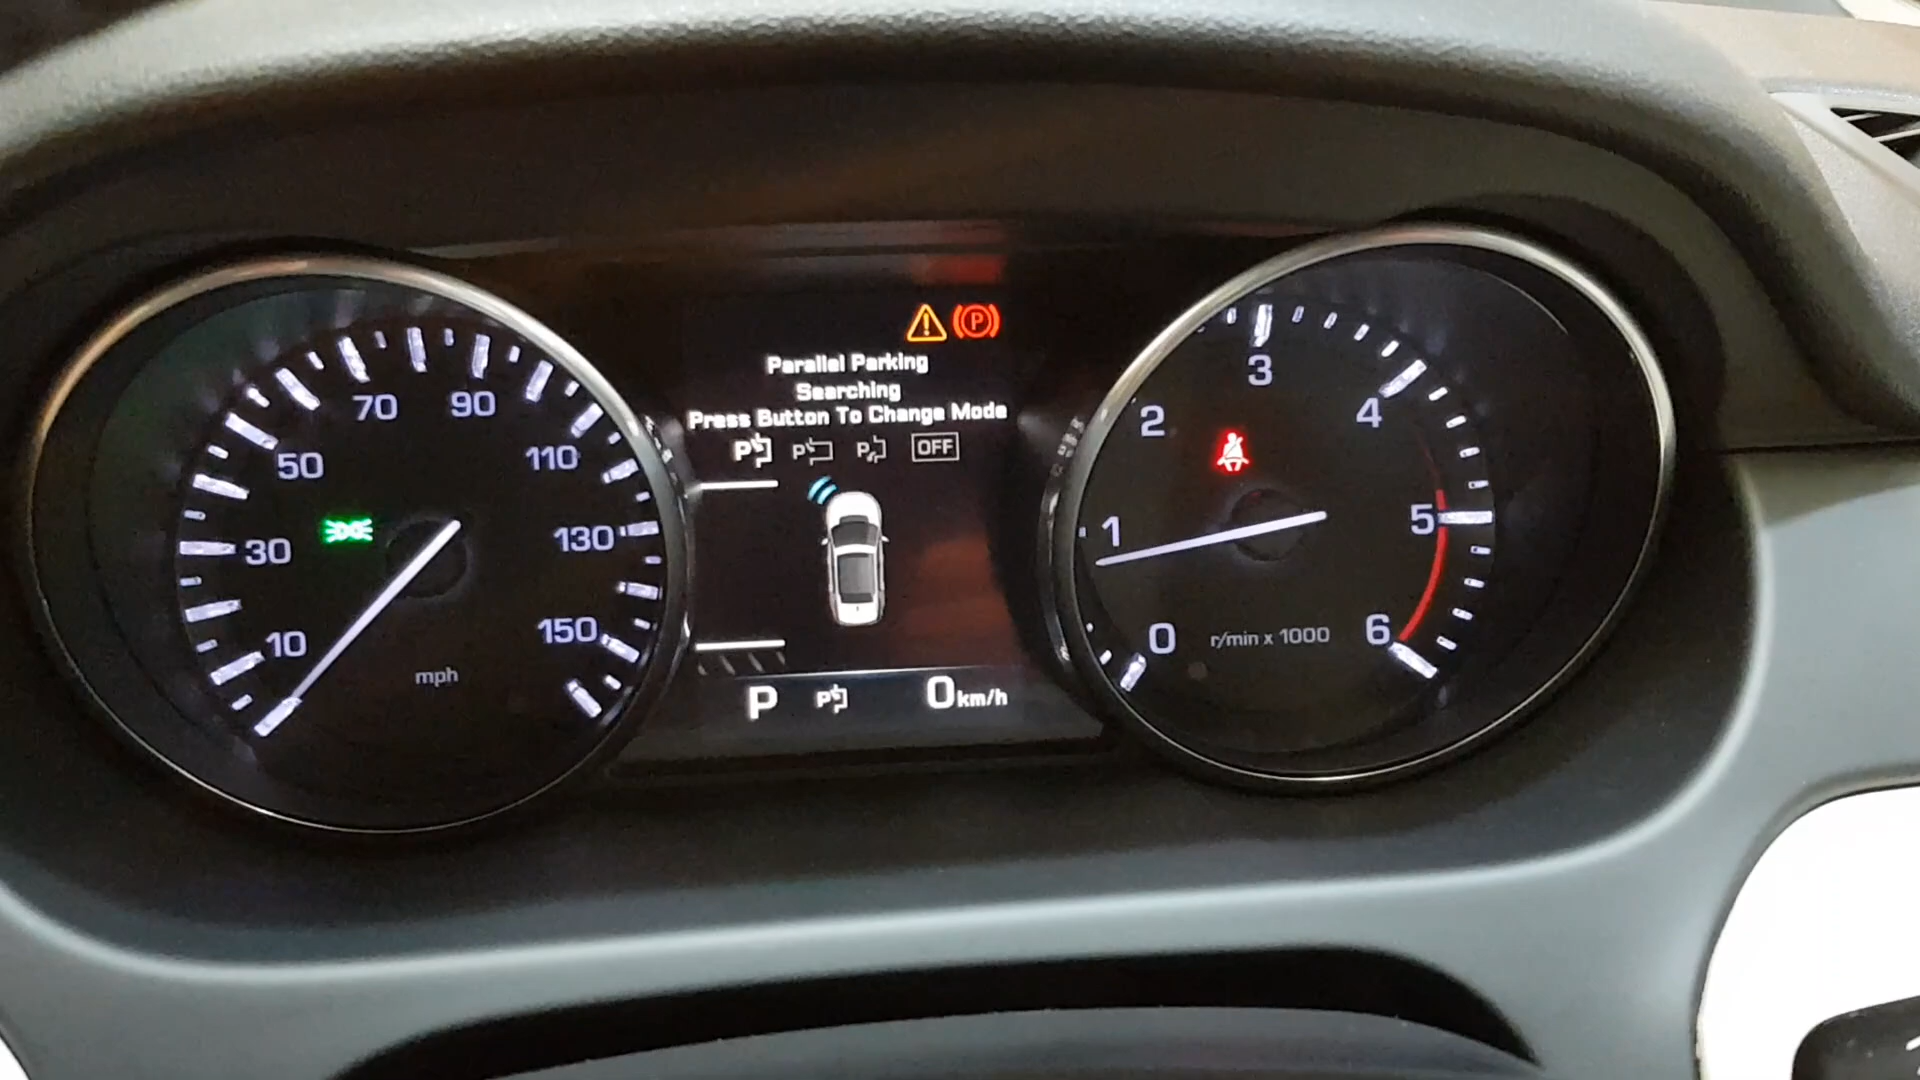 Parallel Parking
Searching
Press Button To Change Mode
P P P OFF
P P 0 km/h
10
30
50
70
90
110
130
150
mph
0
1
2
3
4
5
6
r/min x 1000
P